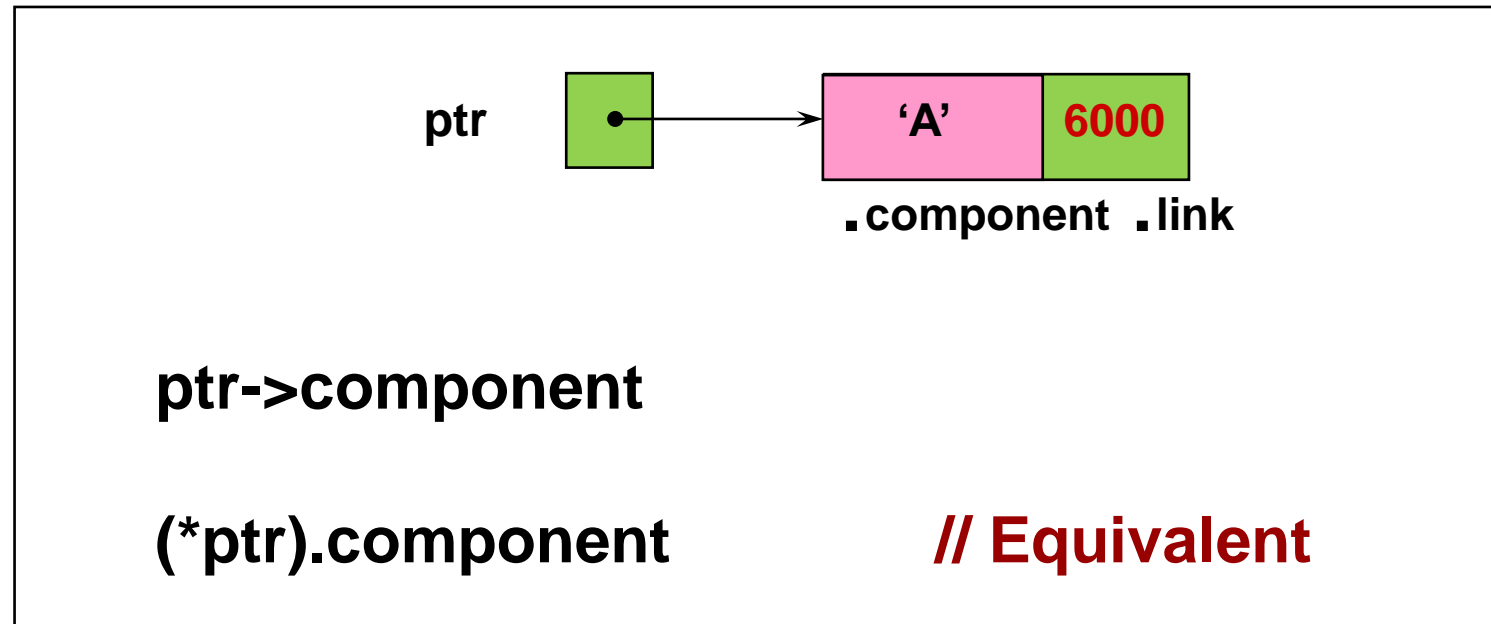 ptr ‘A’ 6000
.component .link
ptr->component
(*ptr).component // Equivalent